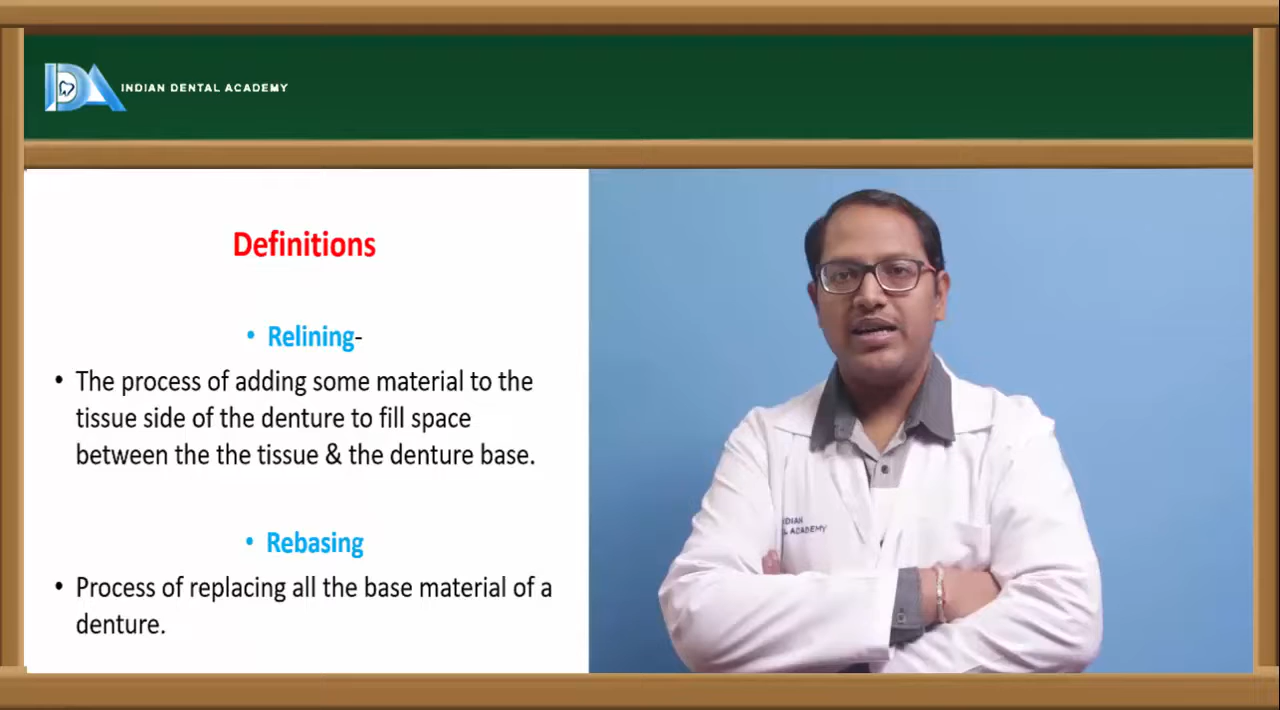 INDIAN DENTAL ACADEMY
Definitions
• Relining-
• The process of adding some material to the
tissue side of the denture to fill space
between the the tissue & the denture base.
• Rebasing
• Process of replacing all the base material of a
denture.
NDIAN
L ACADEMY